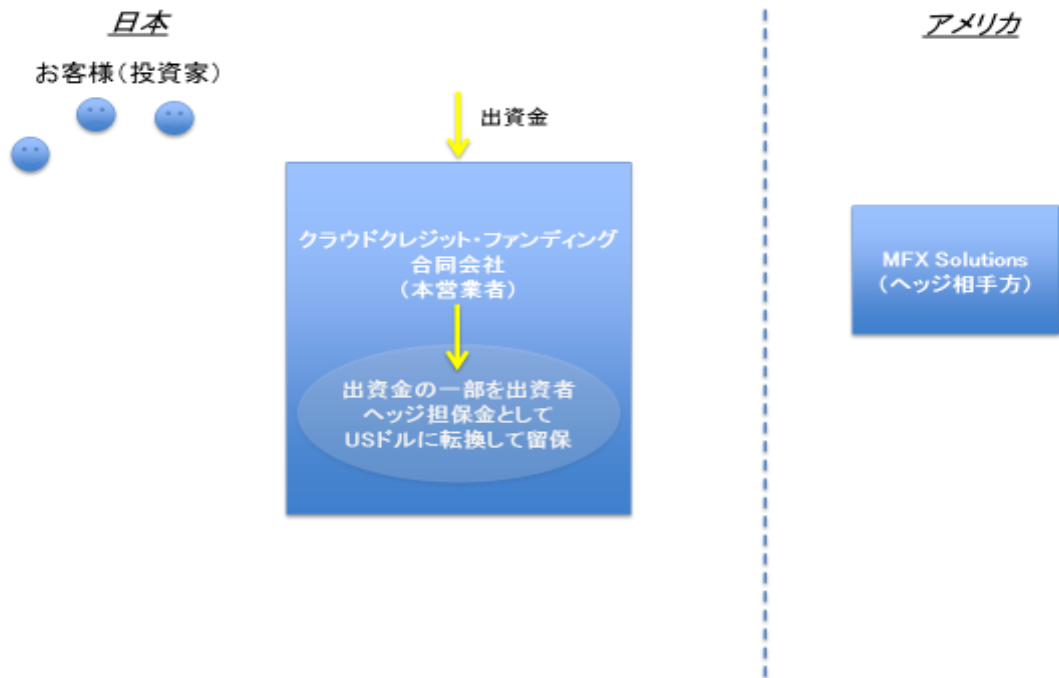 日本
アメリカ
お客様(投資家)
出資金
クラウドクレジット・ファンディング
合同会社
(本営業者)
MFX Solutions
(ヘッジ相手方)
出資金の一部を出資者
ヘッジ担保金として
USドルに転換して留保